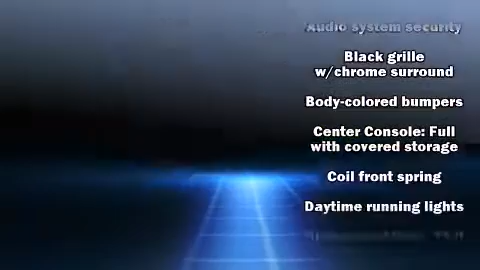 Audio system security
Black grille
w/chrome surround
Body-colored bumpers
Center Console: Full
with covered storage
Coil front spring
Daytime running lights